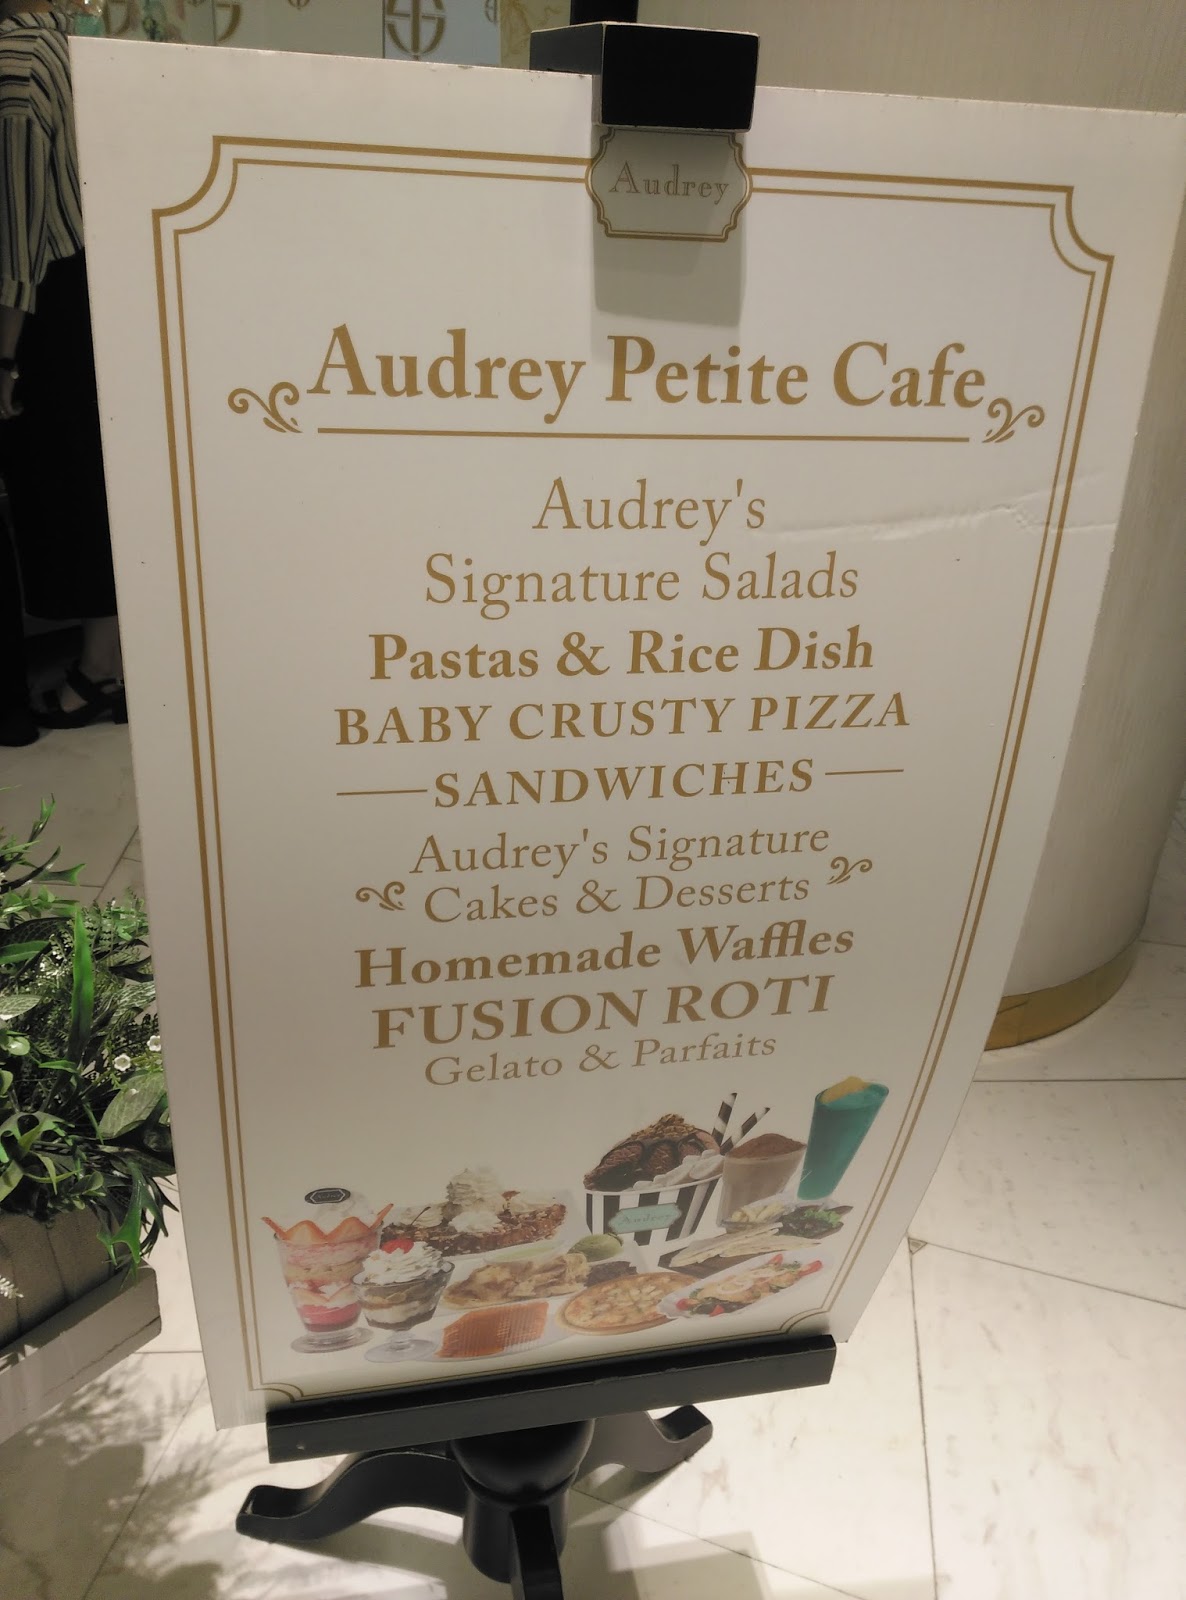 Audrey
Audrey Petite Cafe
Audrey's
Signature Salads
Pastas & Rice Dish
BABY CRUSTY PIZZA
SANDWICHES
Audrey's Signature
Cakes & Desserts
Homemade Waffles
FUSION ROTI
Gelato & Parfaits
Audrey